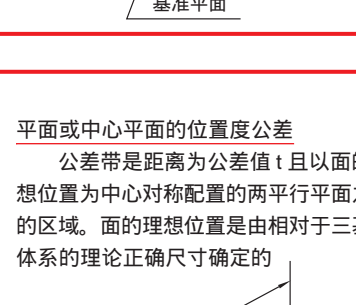 基准平面
平面或中心平面的位置度公差
公差带是距离为公差值 t 且以面的
想位置为中心对称配置的两平行平面
的区域。面的理想位置是由相对于三
体系的理论正确尺寸确定的